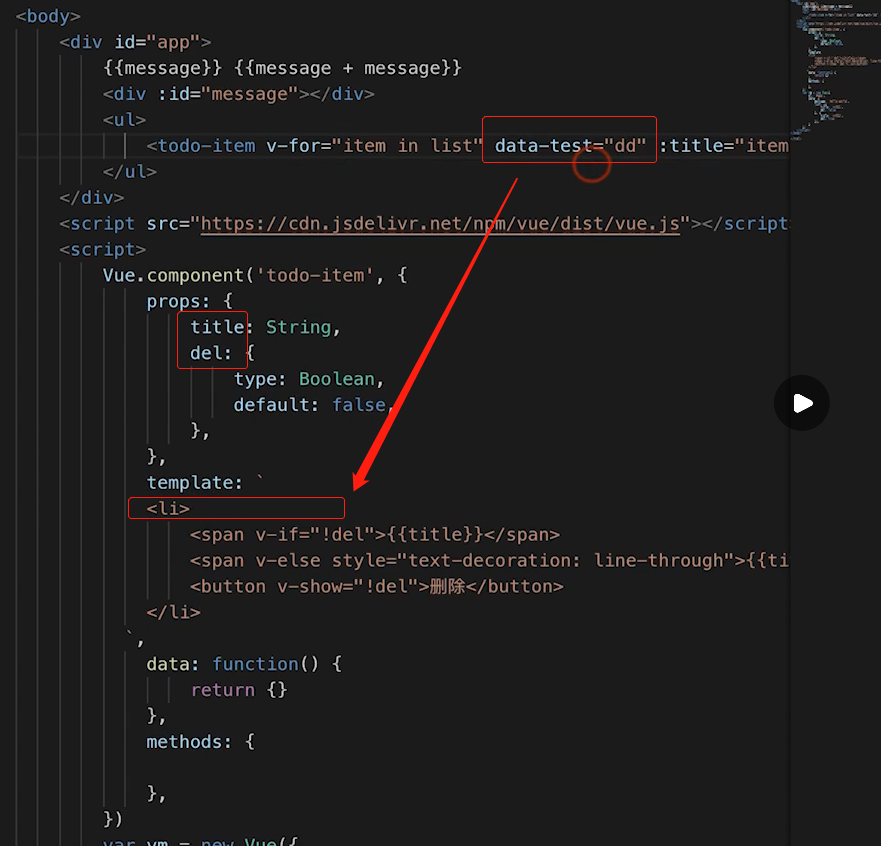 <body>
<div id="app">
{{message}} {{message + message}}
<div :id="message"></div>
<ul>
<todo-item v-for="item in list" data-test="dd" :title="item
</ul>
</div>
<script src="https://cdn.jsdelivr.net/npm/vue/dist/vue.js"></script
<script>
Vue.component('todo-item', {
props: {
title: String,
del: {
type: Boolean,
default: false,
},
},
template: `
<li>
<span v-if="!del">{{title}}</span>
<span v-else style="text-decoration: line-through">{{ti
<button v-show="!del">删除</button>
</li>
`,
data: function() {
return {}
},
methods: {
},
})
var vm = new Vue({